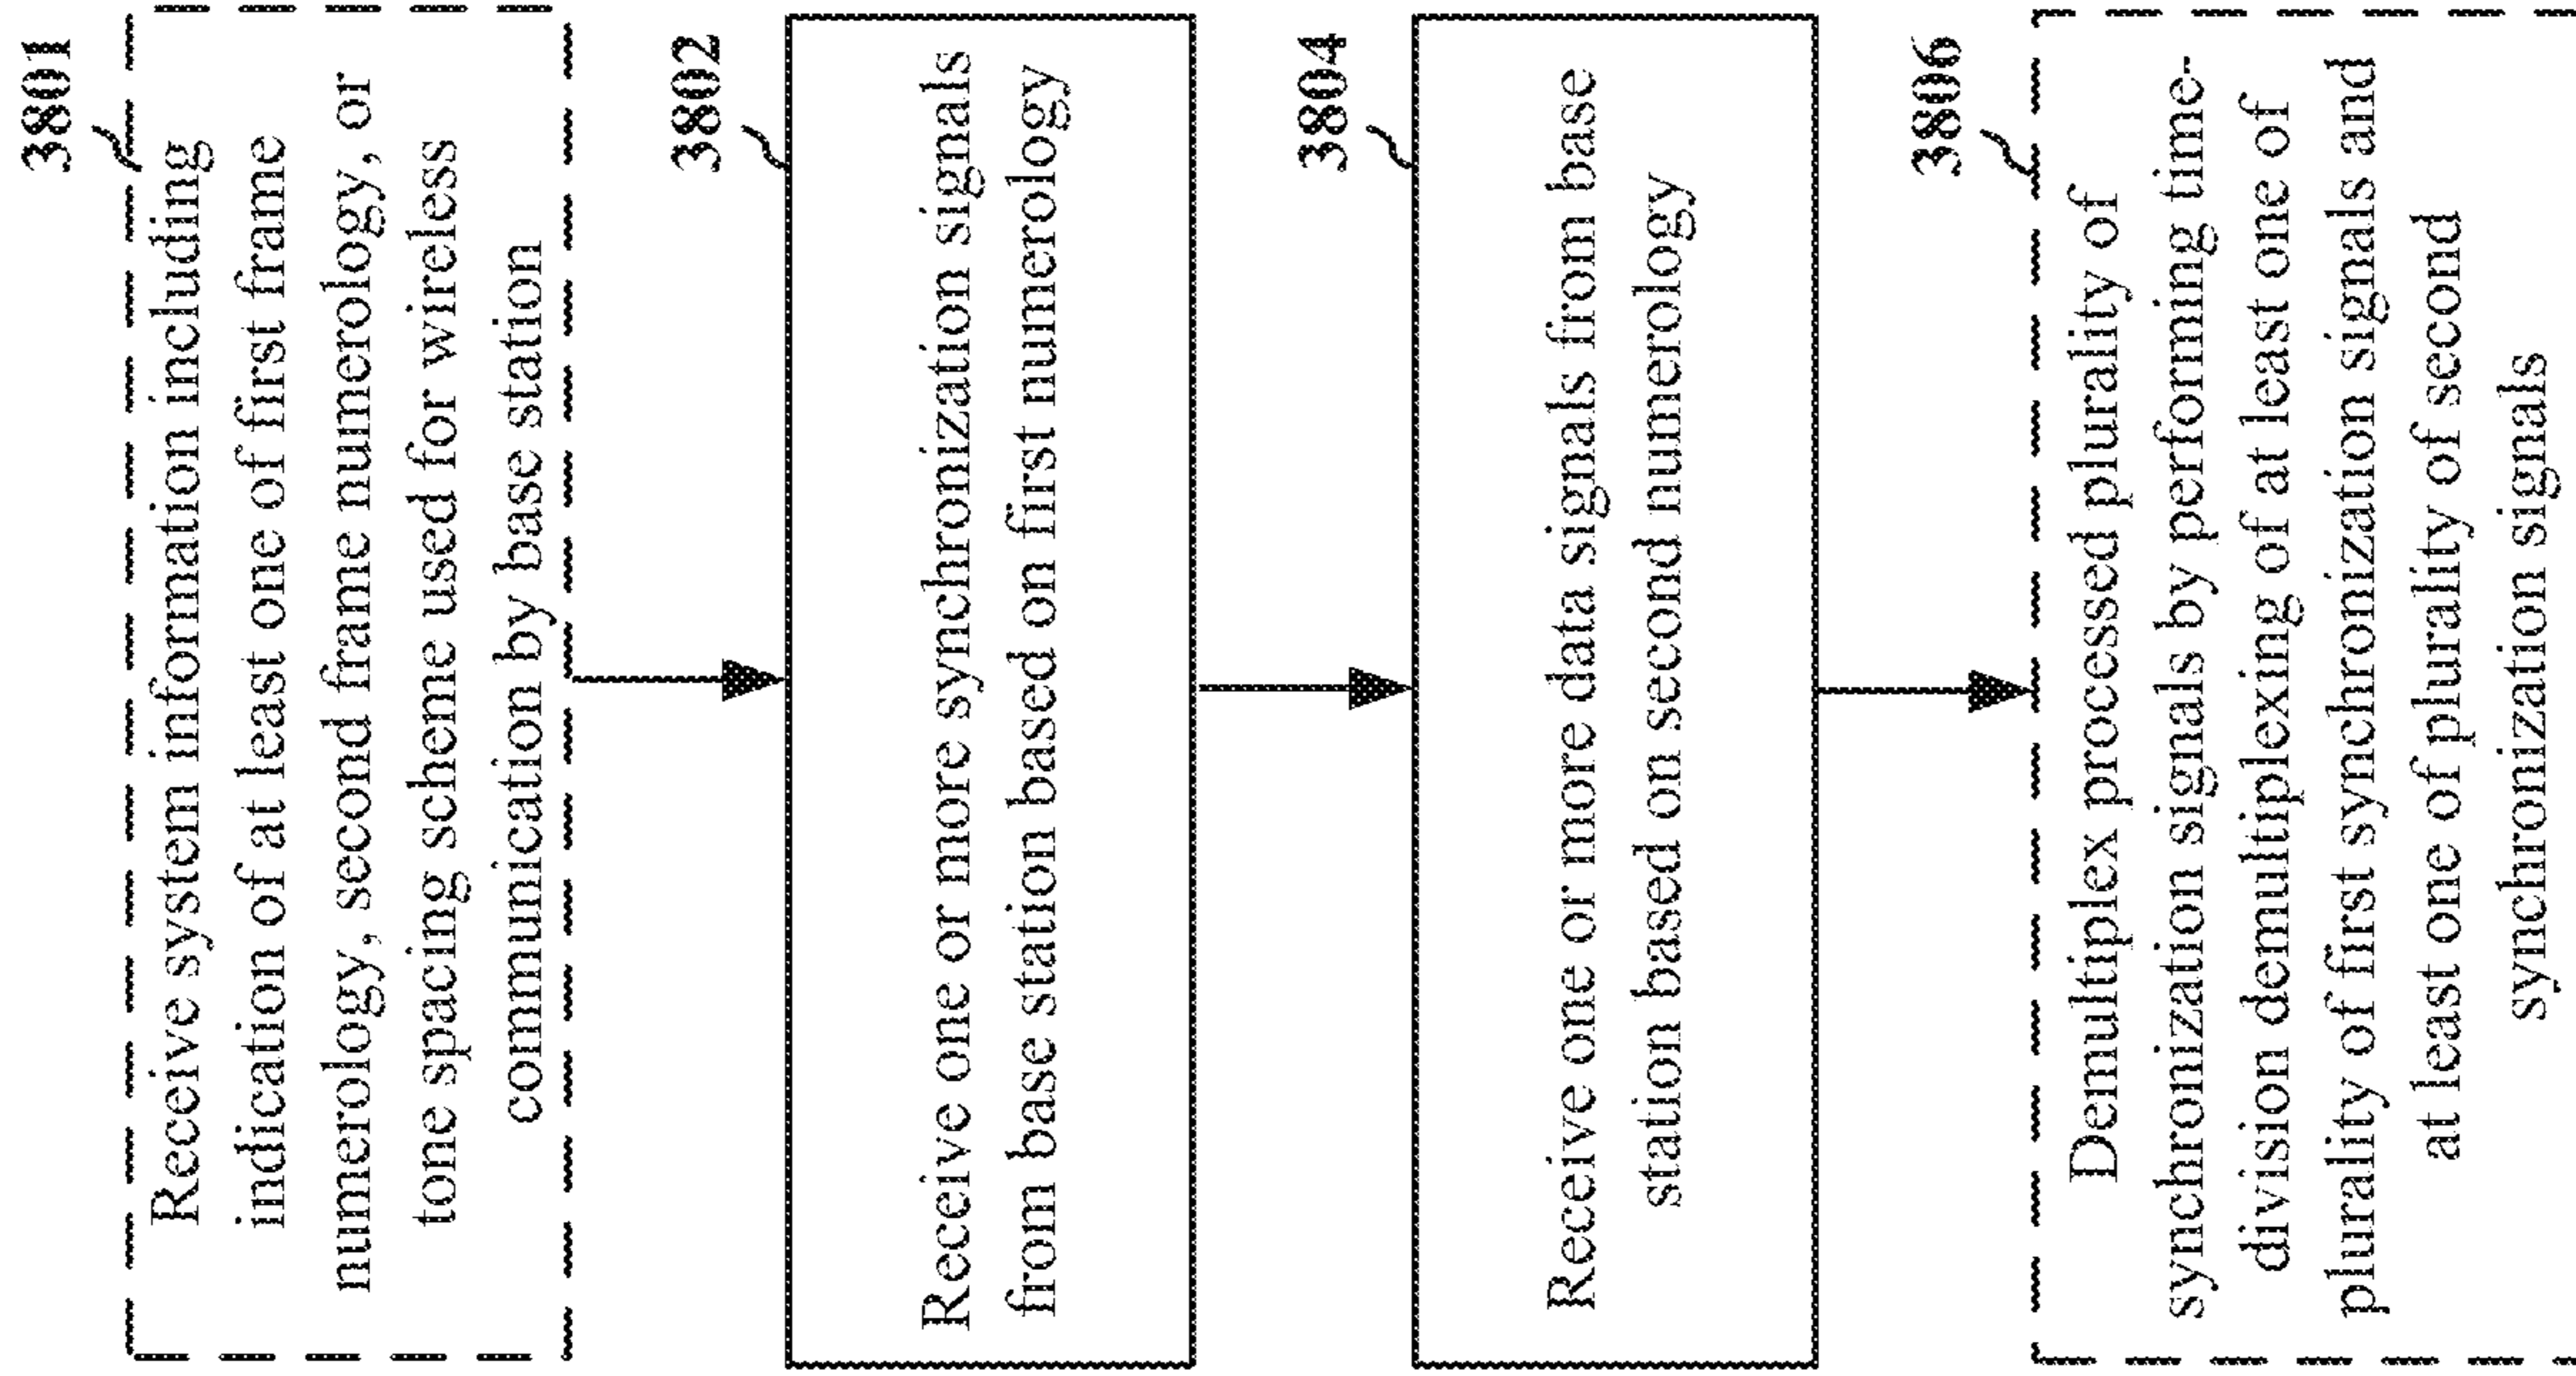 3801
Receive system information including
indication of at least one of first frame
numerology, second frame numerology, or
tone spacing scheme used for wireless
communication by base station
3802
Receive one or more synchronization signals
from base station based on first numerology
3804
Receive one or more data signals from base
station based on second numerology
3806
Demultiplex processed plurality of
synchronization signals by performing time-
division demultiplexing of at least one of
plurality of first synchronization signals and
at least one of plurality of second
synchronization signals